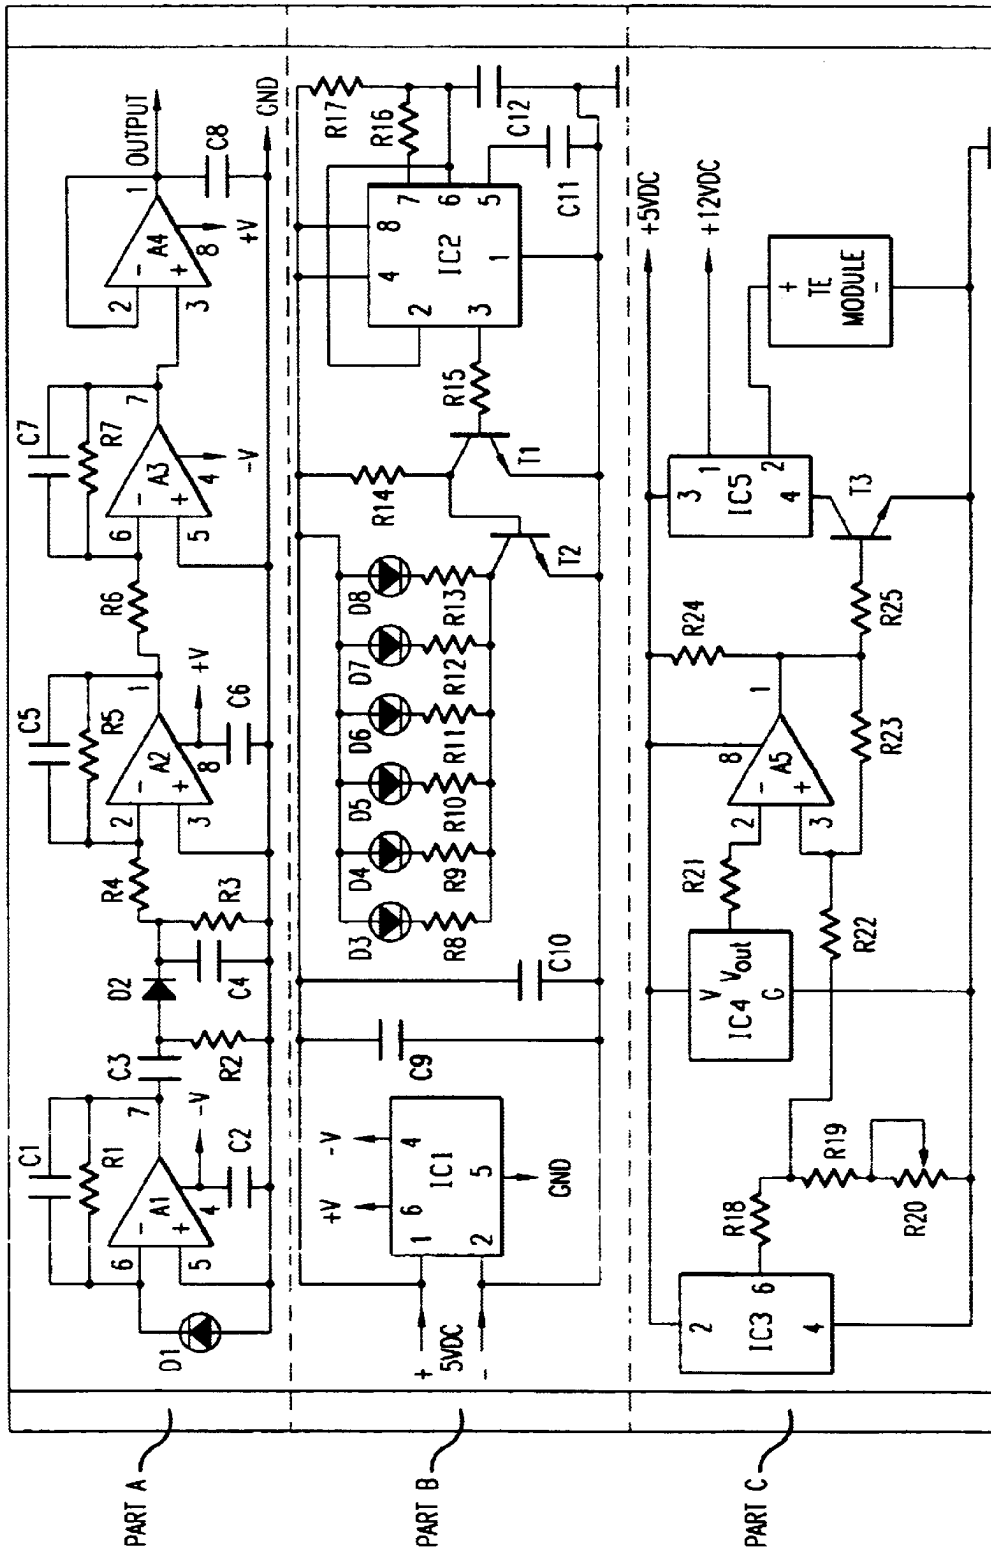 PART A
D1
C1
R1
6
5
-
+
A1
7
4
-V
C2
C3
R2
D2
C4
R3
R4
C5
R5
2
3
-
+
A2
1
8
+V
C6
R6
C7
R7
6
5
-
+
A3
7
4
-V
2
3
-
+
A4
1
8
+V
OUTPUT
C8
GND
PART B
+
5VDC
-
1
2
IC1
6
4
5
+V
-V
GND
C9
C10
D3
D4
D5
D6
D7
D8
R8
R9
R10
R11
R12
R13
T2
R14
T1
R15
2
3
4
8
IC2
1
7
6
5
R16
R17
C11
C12
PART C
2
IC3
6
4
R18
R19
R20
V
IC4
Vout
G
R21
R22
2
3
-
+
A5
8
1
R23
R24
R25
T3
3
IC5
1
2
4
+5VDC
+12VDC
+
TE
MODULE
-